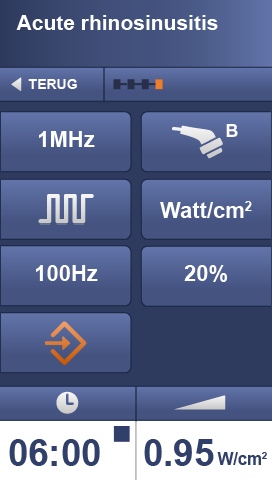 Acute rhinosinusitis
TERUG
1MHz
B
Watt/cm²
100Hz
20%
06:00
0.95 W/cm²